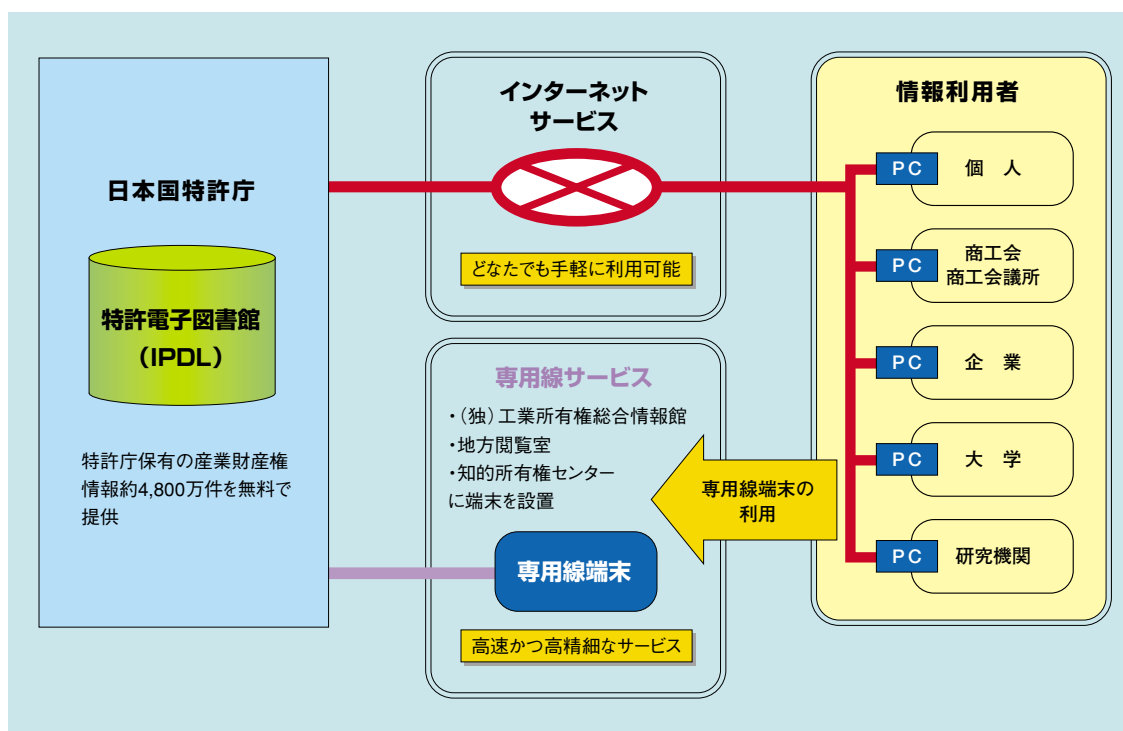 日本国特許庁
特許電子図書館
（IPDL）
特許庁保有の産業財産権
情報約4,800万件を無料で
提供
インターネット
サービス
どなたでも手軽に利用可能
専用線サービス
・（独）工業所有権総合情報館
・地方閲覧室
・知的所有権センター
に端末を設置
専用線端末
高速かつ高精細なサービス
専用線端末の
利用
情報利用者
PC 個 人
PC 商工会
商工会議所
PC 企 業
PC 大 学
PC 研究機関